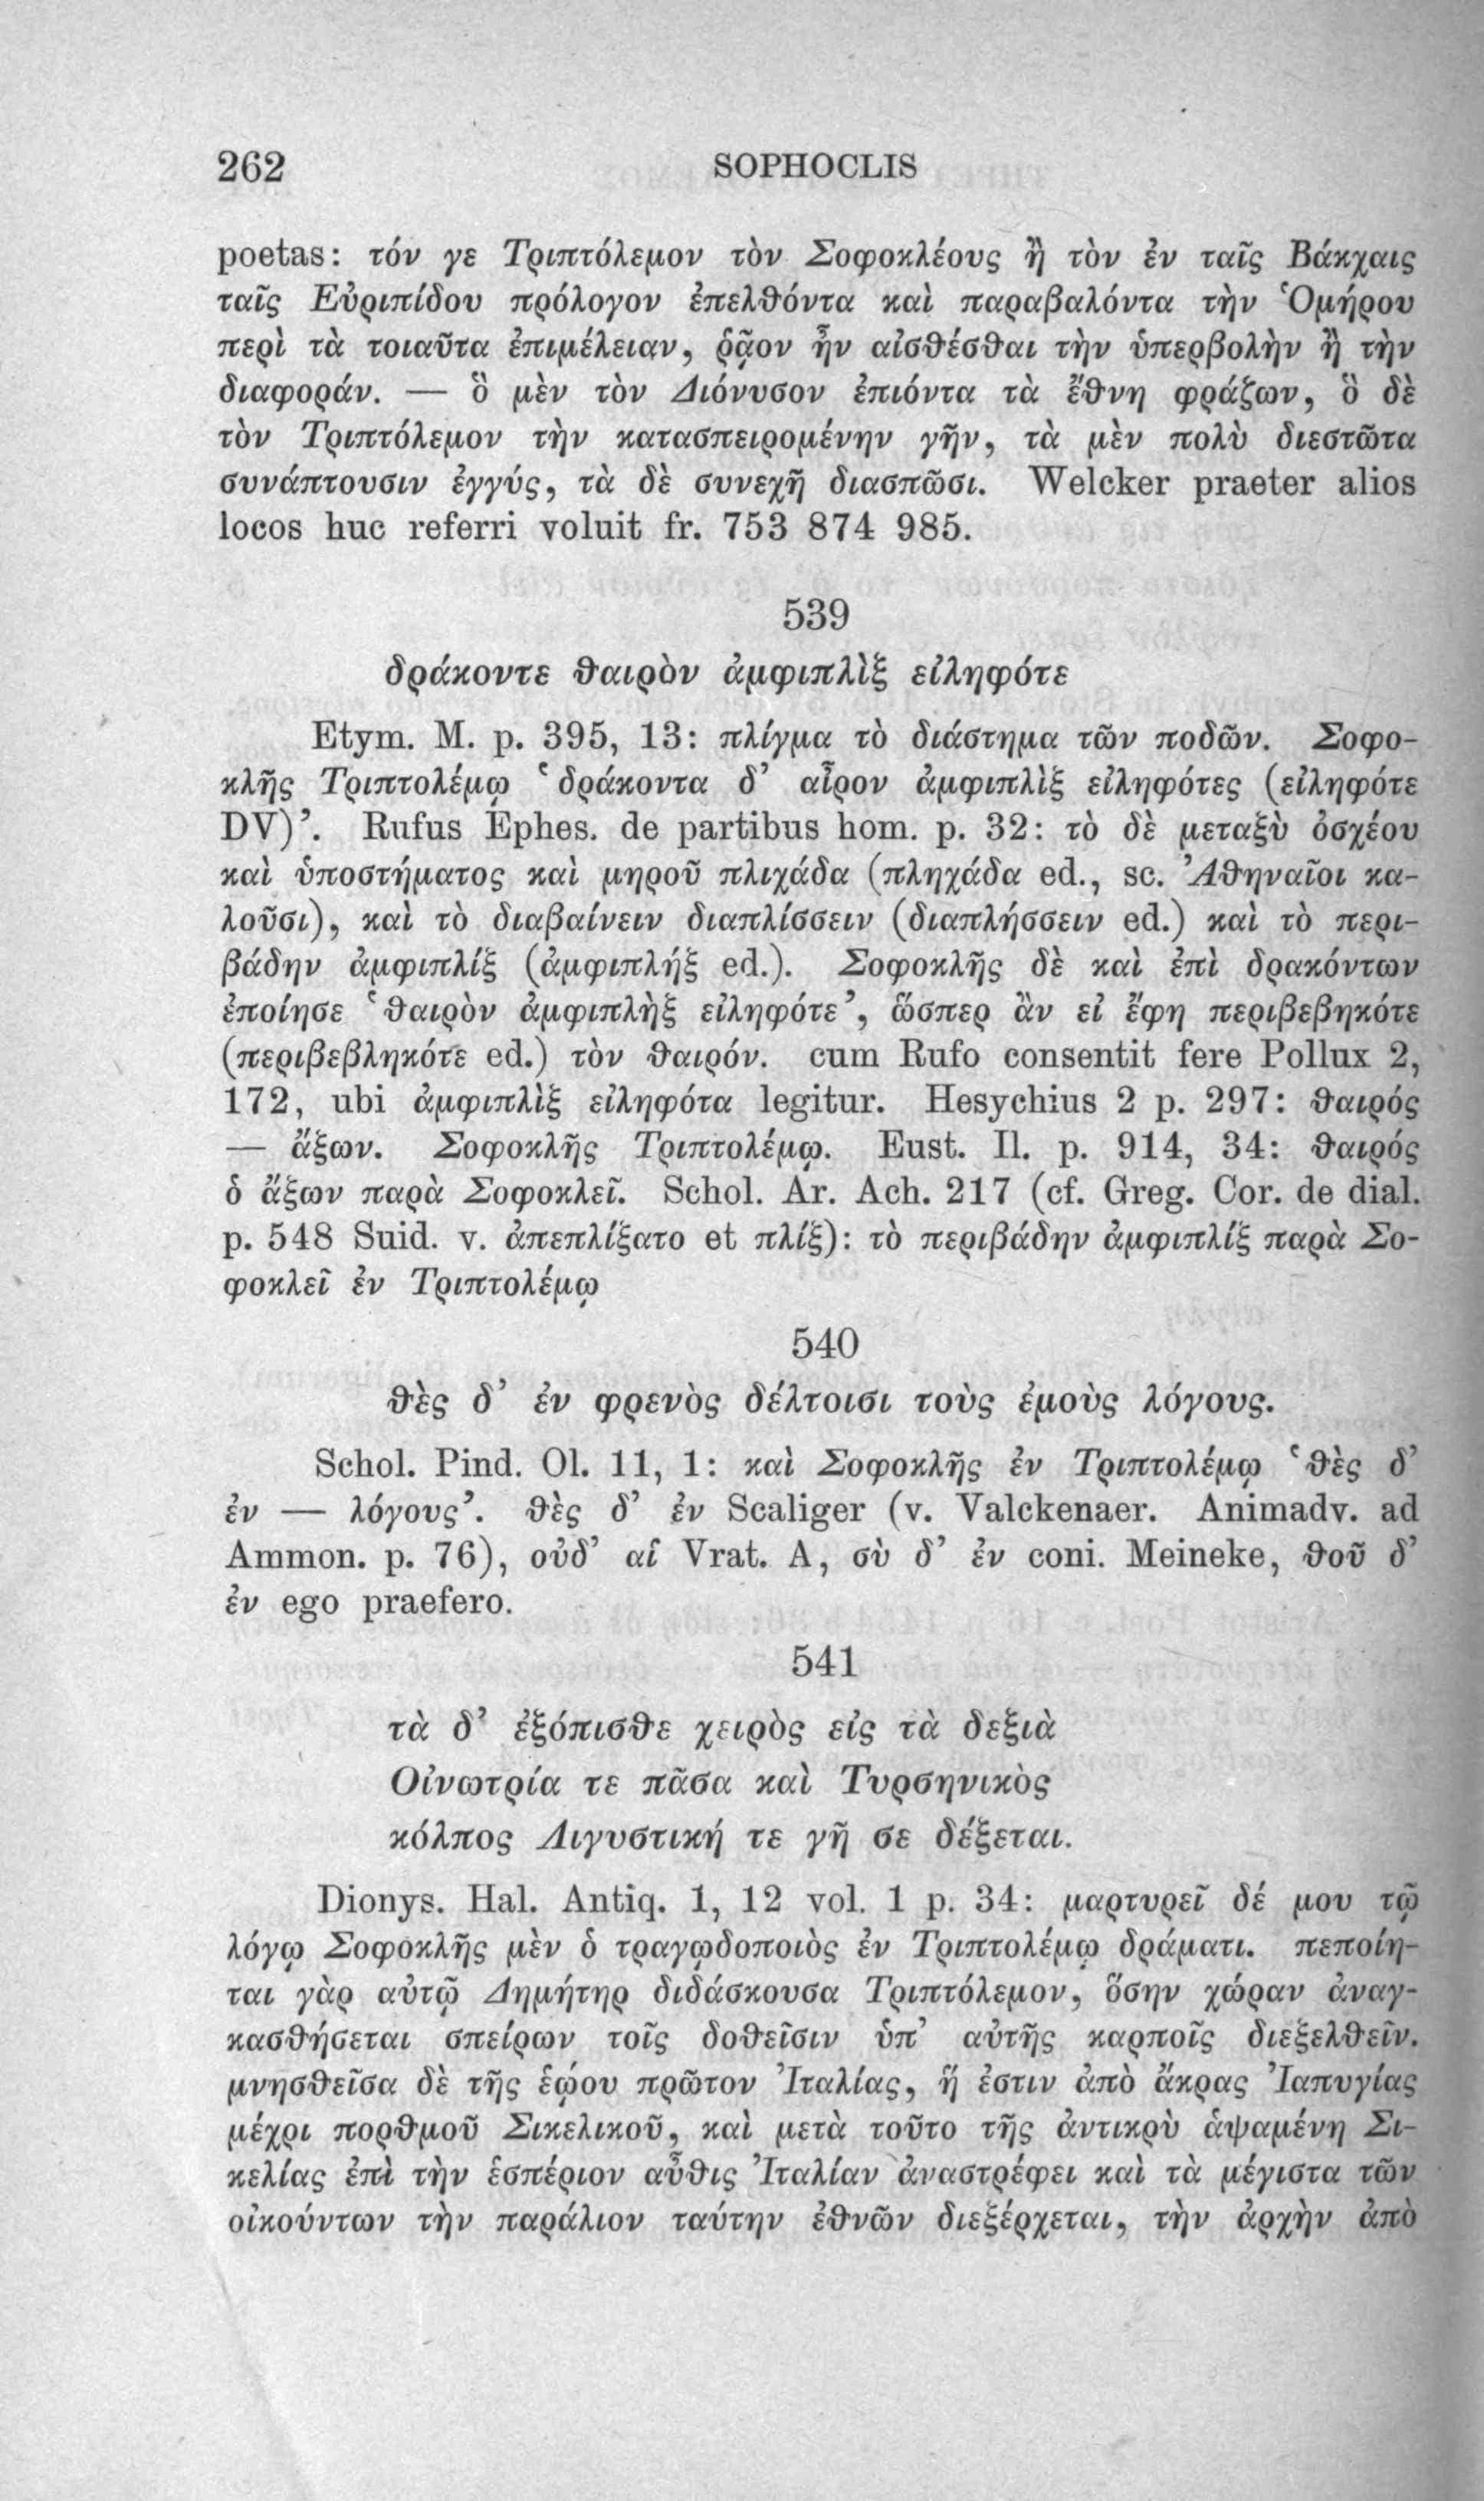 262
SOPHOCLIS
poetas: τόν γε Τριπτόλεμον τὸν Σοφοκλέους ἢ τὸν ἐν ταῖς Βάκχαις
ταῖς Εὐριπίδου πρόλογον ἐπελθόντα καὶ παραβαλόντα τὴν Ὁμήρου
περὶ τὰ τοιαῦτα ἐπιμέλειαν, ῥᾷον ἦν αἰσθέσθαι τὴν ὑπερβολὴν ἢ τὴν
διαφοράν. — ὃ μὲν τὸν Διόνυσον ἐπιόντα τὰ ἔθνη φράζων, ὃ δὲ
τὸν Τριπτόλεμον τὴν κατασπειρομένην γῆν, τὰ μὲν πολὺ διεστῶτα
συνάπτουσιν ἐγγύς, τὰ δὲ συνεχῆ διασπῶσι. Welcker praeter alios
locos huc referri voluit fr. 753 874 985.
539
δράκοντε θαιρὸν ἀμφιπλὶξ εἰληφότε
Etym. M. p. 395, 13: πλίγμα τὸ διάστημα τῶν ποδῶν. Σοφο-
κλῆς Τριπτολέμῳ ‘δράκοντα δ’ αἶρον ἀμφιπλὶξ εἰληφότες (εἰληφότε
DV)’. Rufus Ephes. de partibus hom. p. 32: τὸ δὲ μεταξὺ ὀσχέου
καὶ ὑποστήματος καὶ μηροῦ πλιχάδα (πληχάδα ed., sc. Ἀθηναῖοι κα-
λοῦσι), καὶ τὸ διαβαίνειν διαπλίσσειν (διαπλήσσειν ed.) καὶ τὸ περι-
βάδην ἀμφιπλίξ (ἀμφιπλήξ ed.). Σοφοκλῆς δὲ καὶ ἐπὶ δρακόντων
ἐποίησε ‘θαιρὸν ἀμφιπλὴξ εἰληφότε’, ὥσπερ ἂν εἰ ἔφη περιβεβηκότε
(περιβεβληκότε ed.) τὸν θαιρόν. cum Rufo consentit fere Pollux 2,
172, ubi ἀμφιπλὶξ εἰληφότα legitur. Hesychius 2 p. 297: θαιρός
— ἄξων. Σοφοκλῆς Τριπτολέμῳ. Eust. Il. p. 914, 34: θαιρός
ὁ ἄξων παρὰ Σοφοκλεῖ. Schol. Ar. Ach. 217 (cf. Greg. Cor. de dial.
p. 548 Suid. v. ἀπεπλίξατο et πλίξ): τὸ περιβάδην ἀμφιπλίξ παρὰ Σο-
φοκλεῖ ἐν Τριπτολέμῳ
540
θὲς δ’ ἐν φρενὸς δέλτοισι τοὺς ἐμοὺς λόγους.
Schol. Pind. Ol. 11, 1: καὶ Σοφοκλῆς ἐν Τριπτολέμῳ ‘θὲς δ’
ἐν — λόγους’. θὲς δ’ ἐν Scaliger (v. Valckenaer. Animadv. ad
Ammon. p. 76), οὐδ’ αἱ Vrat. A, σὺ δ’ ἐν coni. Meineke, θοῦ δ’
ἐν ego praefero.
541
τὰ δ’ ἐξόπισθε χειρὸς εἰς τὰ δεξιὰ
Οἰνωτρία τε πᾶσα καὶ Τυρσηνικὸς
κόλπος Λιγυστική τε γῆ σε δέξεται.
Dionys. Hal. Antiq. 1, 12 vol. 1 p. 34: μαρτυρεῖ δέ μου τῷ
λόγῳ Σοφοκλῆς μὲν ὁ τραγῳδοποιὸς ἐν Τριπτολέμῳ δράματι. πεποίη-
ται γὰρ αὐτῷ Δημήτηρ διδάσκουσα Τριπτόλεμον, ὅσην χώραν ἀναγ-
κασθήσεται σπείρων τοῖς δοθεῖσιν ὑπ’ αὐτῆς καρποῖς διεξελθεῖν.
μνησθεῖσα δὲ τῆς ἑῴου πρῶτον Ἰταλίας, ἥ ἐστιν ἀπὸ ἄκρας Ἰαπυγίας
μέχρι πορθμοῦ Σικελικοῦ, καὶ μετὰ τοῦτο τῆς ἀντικρὺ ἁψαμένη Σι-
κελίας ἐπὶ τὴν ἑσπέριον αὖθις Ἰταλίαν ἀναστρέφει καὶ τὰ μέγιστα τῶν
οἰκούντων τὴν παράλιον ταύτην ἐθνῶν διεξέρχεται, τὴν ἀρχὴν ἀπὸ